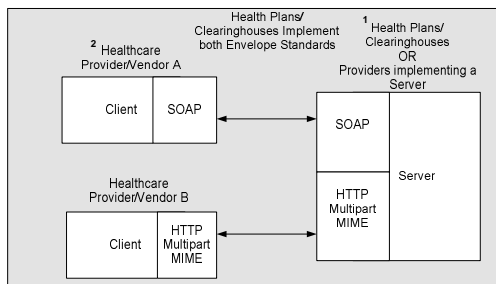 Health Plans/
Clearinghouses Implement
both Envelope Standards
1
Health Plans/
Clearinghouses
OR
Providers implementing a
Server
2
Healthcare
Provider/Vendor A
Client
SOAP
SOAP
HTTP
Multipart
MIME
Server
Healthcare
Provider/Vendor B
Client
HTTP
Multipart
MIME